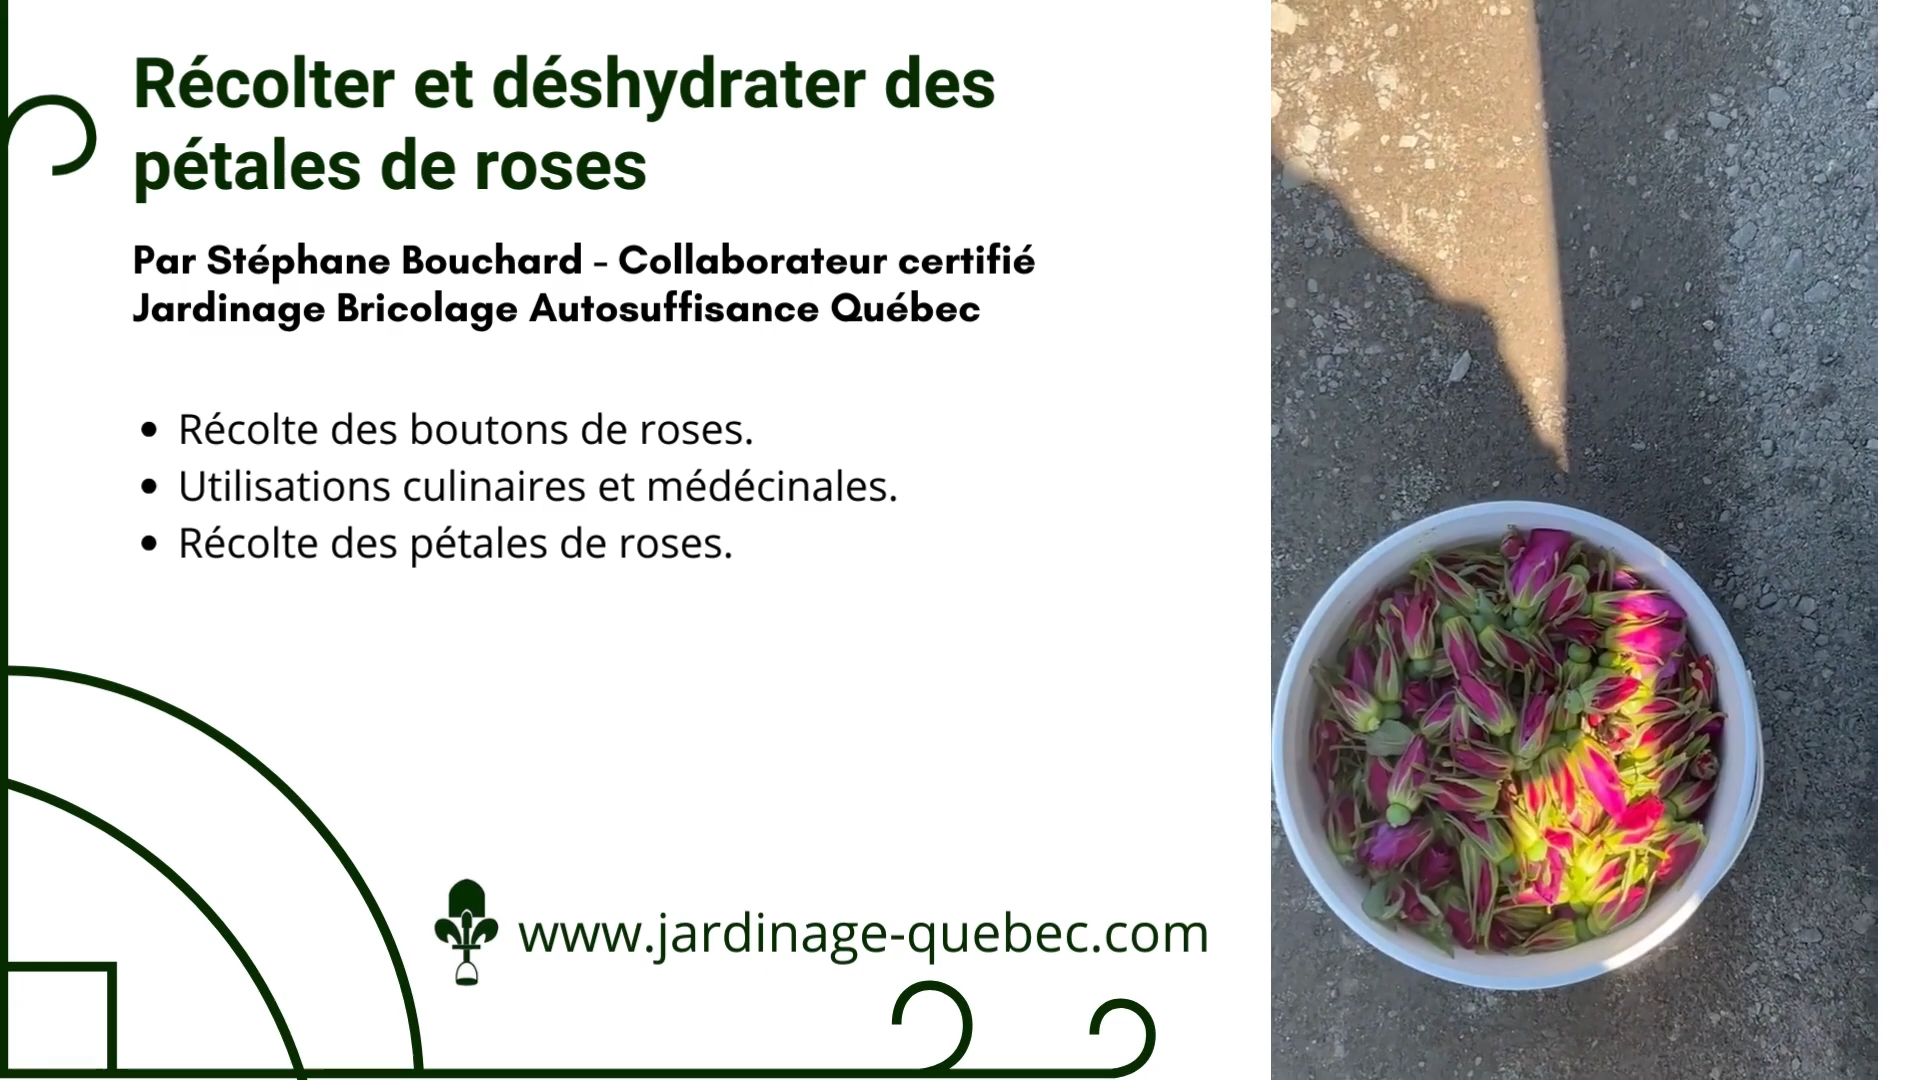 Récolter et déshydrater des
pétales de roses
Par Stéphane Bouchard - Collaborateur certifié
Jardinage Bricolage Autosuffisance Québec
• Récolte des boutons de roses.
• Utilisations culinaires et médécinales.
• Récolte des pétales de roses.
www.jardinage-quebec.com